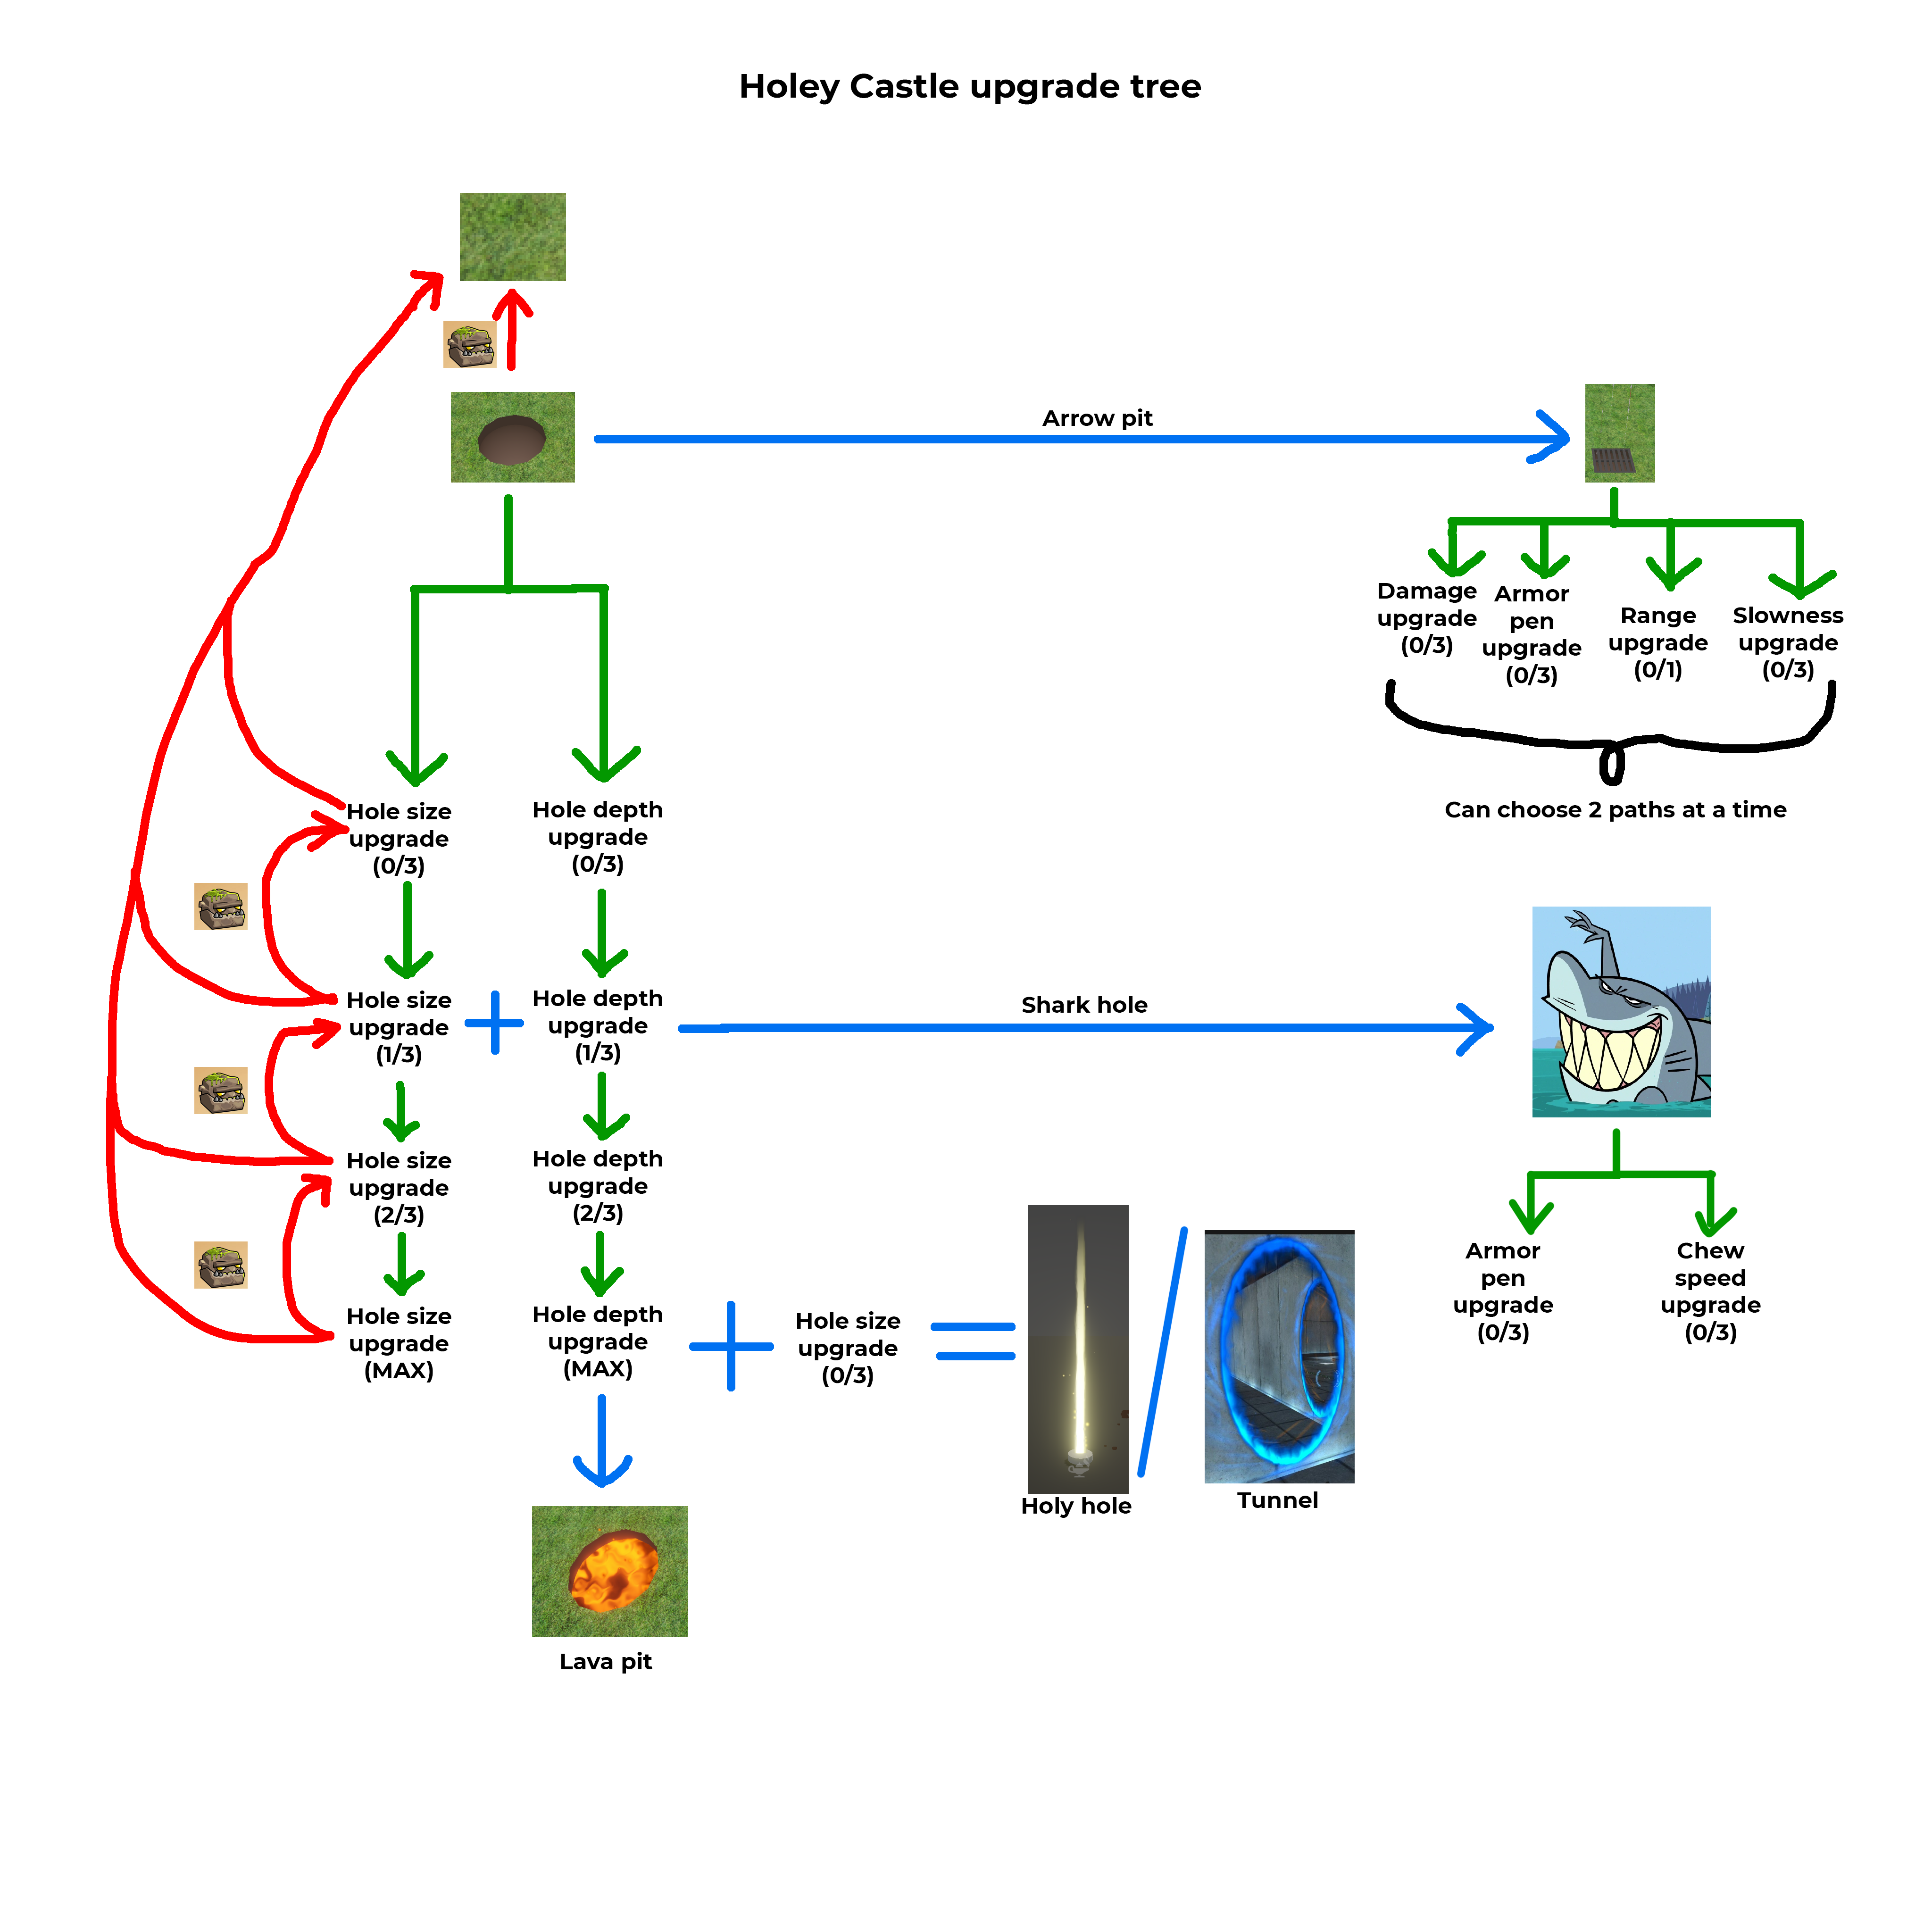 Holey Castle upgrade tree
Arrow pit
Damage
upgrade
(0/3)
Armor
pen
upgrade
(0/3)
Range
upgrade
(0/1)
Slowness
upgrade
(0/3)
Can choose 2 paths at a time
Hole size
upgrade
(0/3)
Hole depth
upgrade
(0/3)
Hole size
upgrade
(1/3)
Hole depth
upgrade
(1/3)
Shark hole
Hole size
upgrade
(2/3)
Hole depth
upgrade
(2/3)
Armor
pen
upgrade
(0/3)
Chew
speed
upgrade
(0/3)
Hole size
upgrade
(MAX)
Hole depth
upgrade
(MAX)
Hole size
upgrade
(0/3)
Holy hole
Tunnel
Lava pit